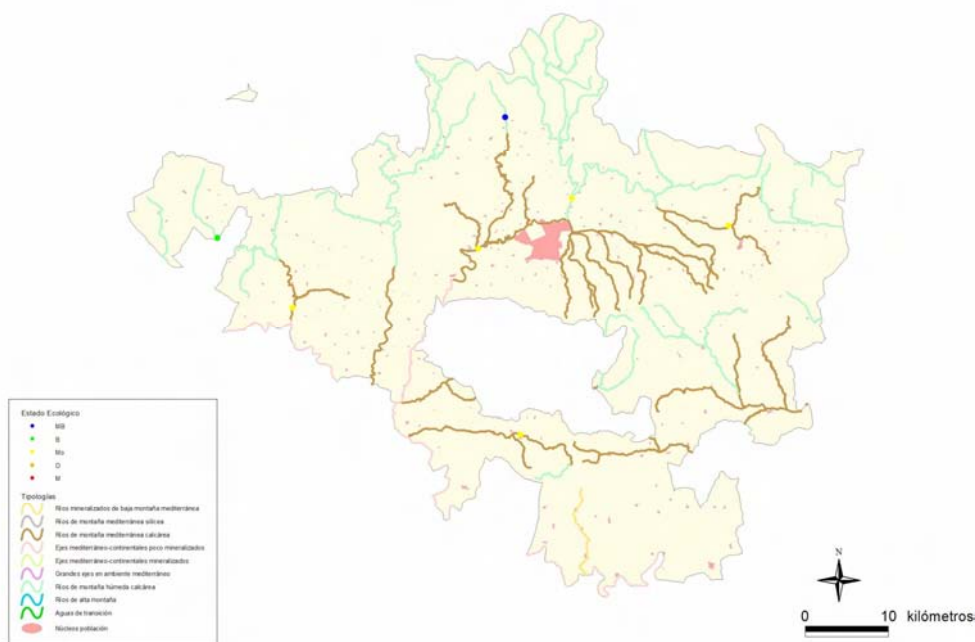 Estado Ecológico
MB
B
Mo
D
M
Tipologías
Ríos mineralizados de baja montaña mediterránea
Ríos de montaña mediterránea silícea
Ríos de montaña mediterránea calcárea
Ejes mediterráneo-continentales poco mineralizados
Ejes mediterráneo-continentales mineralizados
Grandes ejes en ambiente mediterráneo
Ríos de montaña húmeda calcárea
Ríos de alta montaña
Aguas de transición
Núcleos población
N
0 10 kilómetros